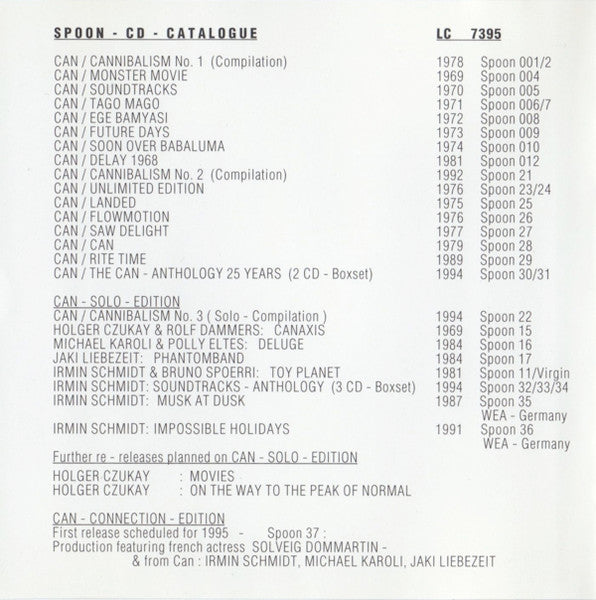 SPOON - CD - CATALOGUE LC 7395
CAN / CANNIBALISM No. 1 (Compilation) 1978 Spoon 001/2
CAN / MONSTER MOVIE 1969 Spoon 004
CAN / SOUNDTRACKS 1970 Spoon 005
CAN / TAGO MAGO 1971 Spoon 006/7
CAN / EGE BAMYASI 1972 Spoon 008
CAN / FUTURE DAYS 1973 Spoon 009
CAN / SOON OVER BABALUMA 1974 Spoon 010
CAN / DELAY 1968 1981 Spoon 012
CAN / CANNIBALISM No. 2 (Compilation) 1992 Spoon 21
CAN / UNLIMITED EDITION 1976 Spoon 23/24
CAN / LANDED 1975 Spoon 25
CAN / FLOWMOTION 1976 Spoon 26
CAN / SAW DELIGHT 1977 Spoon 27
CAN / CAN 1979 Spoon 28
CAN / RITE TIME 1989 Spoon 29
CAN / THE CAN - ANTHOLOGY 25 YEARS (2 CD - Boxset) 1994 Spoon 30/31
CAN - SOLO - EDITION
CAN / CANNIBALISM No. 3 ( Solo - Compilation ) 1994 Spoon 22
HOLGER CZUKAY & ROLF DAMMERS: CANAXIS 1969 Spoon 15
MICHAEL KAROLI & POLLY ELTES: DELUGE 1984 Spoon 16
JAKI LIEBEZEIT: PHANTOMBAND 1984 Spoon 17
IRMIN SCHMIDT & BRUNO SPOERRI: TOY PLANET 1981 Spoon 11/Virgin
IRMIN SCHMIDT: SOUNDTRACKS - ANTHOLOGY (3 CD - Boxset) 1994 Spoon 32/33/34
IRMIN SCHMIDT: MUSK AT DUSK 1987 Spoon 35
WEA - Germany
IRMIN SCHMIDT: IMPOSSIBLE HOLIDAYS 1991 Spoon 36
WEA - Germany
Further re - releases planned on CAN - SOLO - EDITION
HOLGER CZUKAY : MOVIES
HOLGER CZUKAY : ON THE WAY TO THE PEAK OF NORMAL
CAN - CONNECTION - EDITION
First release scheduled for 1995 - Spoon 37 :
Production featuring french actress SOLVEIG DOMMARTIN -
& from Can : IRMIN SCHMIDT, MICHAEL KAROLI, JAKI LIEBEZEIT